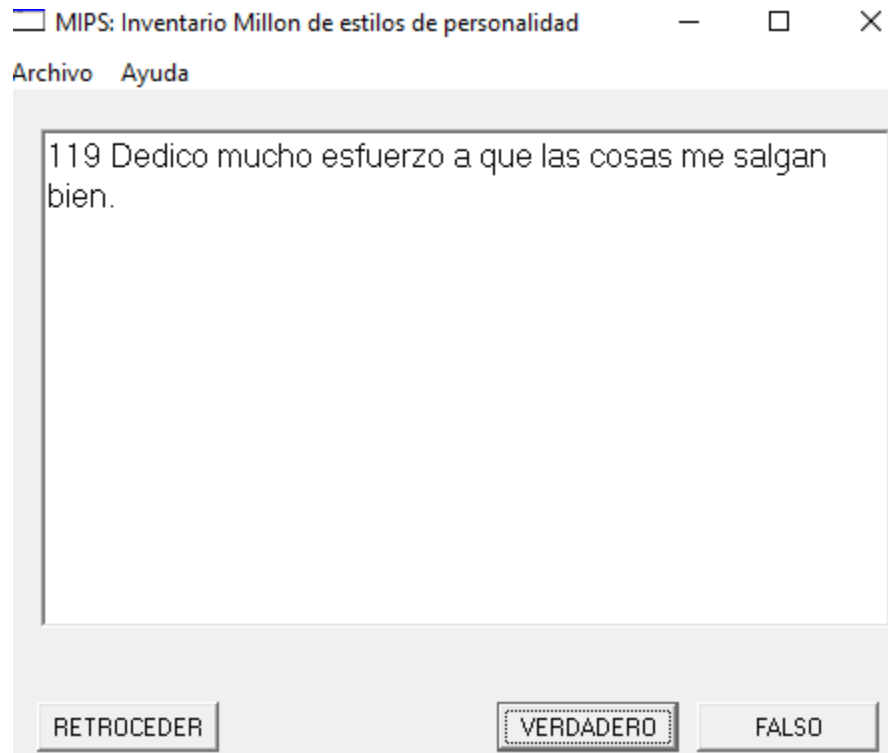 MIPS: Inventario Millon de estilos de personalidad
Archivo Ayuda
119 Dedico mucho esfuerzo a que las cosas me salgan
bien.
RETROCEDER VERDADERO FALSO